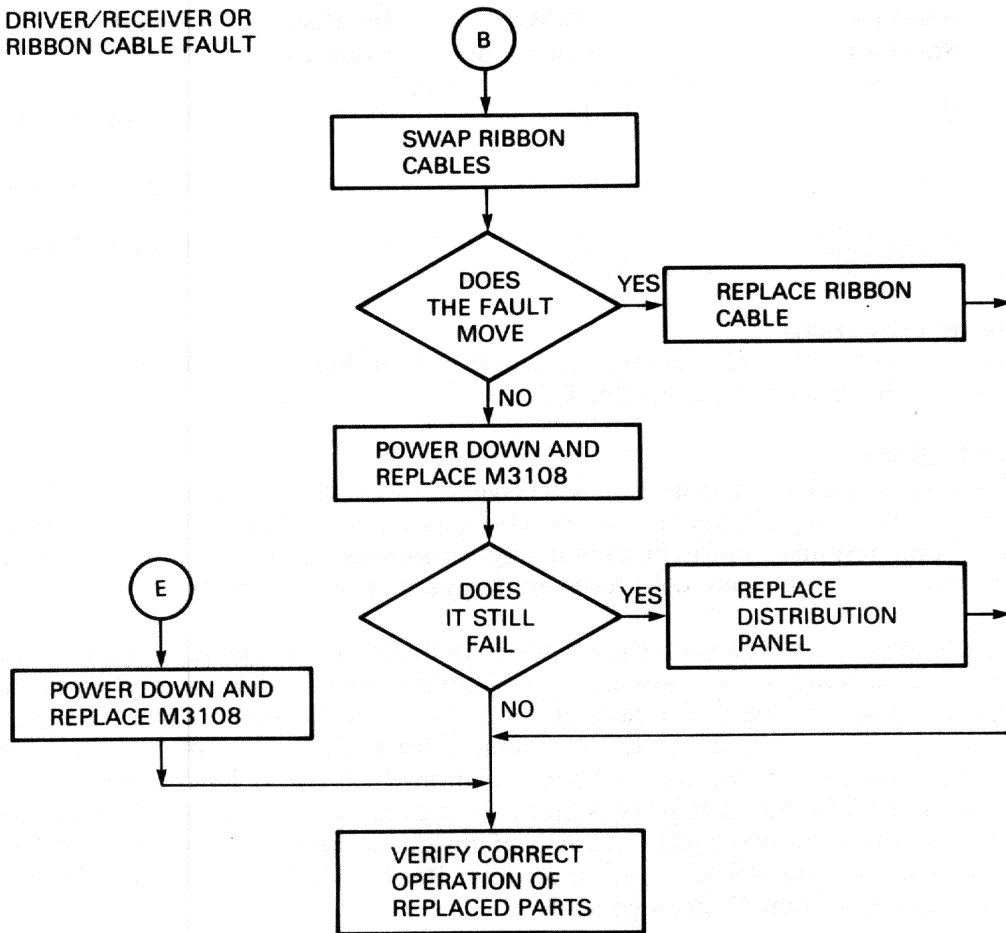 DRIVER/RECEIVER OR
RIBBON CABLE FAULT
B
SWAP RIBBON
CABLES
DOES
THE FAULT
MOVE
YES
REPLACE RIBBON
CABLE
NO
POWER DOWN AND
REPLACE M3108
DOES
IT STILL
FAIL
YES
REPLACE
DISTRIBUTION
PANEL
E
POWER DOWN AND
REPLACE M3108
NO
VERIFY CORRECT
OPERATION OF
REPLACED PARTS